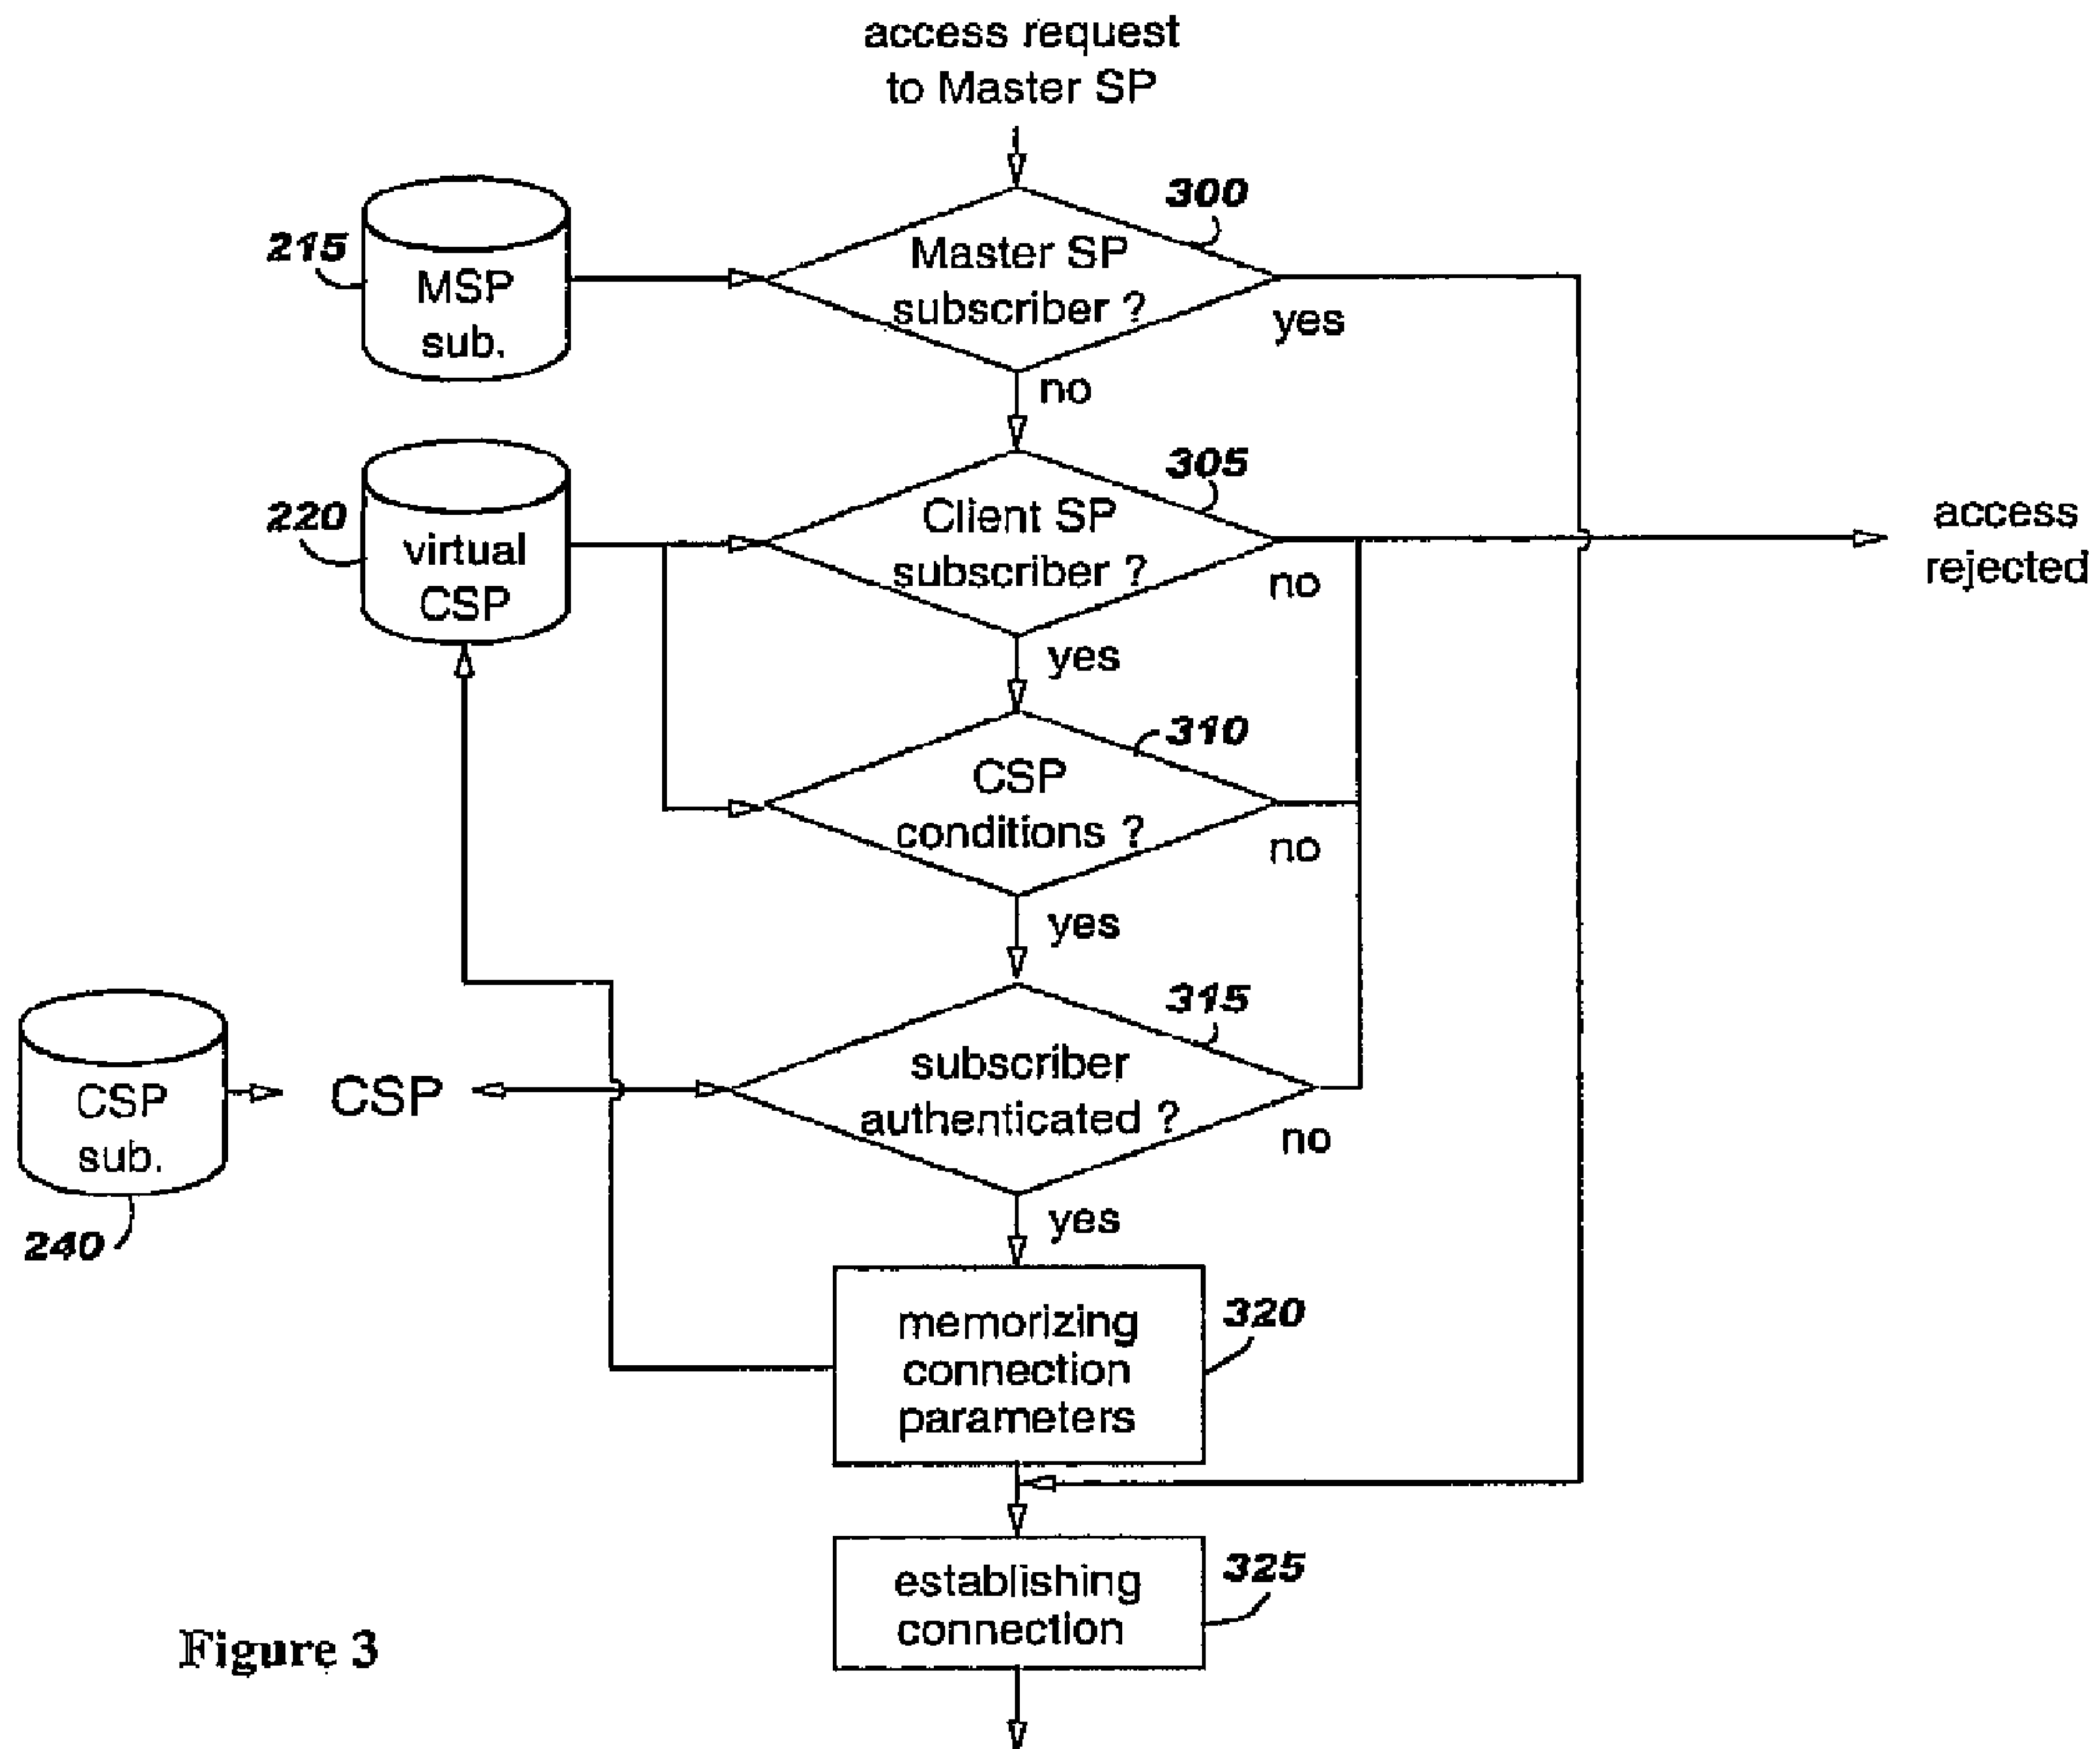 access request
to Master SP
300
215
Master SP
subscriber ?
MSP
sub.
yes
no
305
220
Client SP
subscriber ?
virtual
CSP
no
access
rejected
yes
310
CSP
conditions ?
no
yes
315
CSP
sub.
CSP
subscriber
authenticated ?
no
240
yes
memorizing
connection
parameters
320
establishing
connection
325
Figure 3